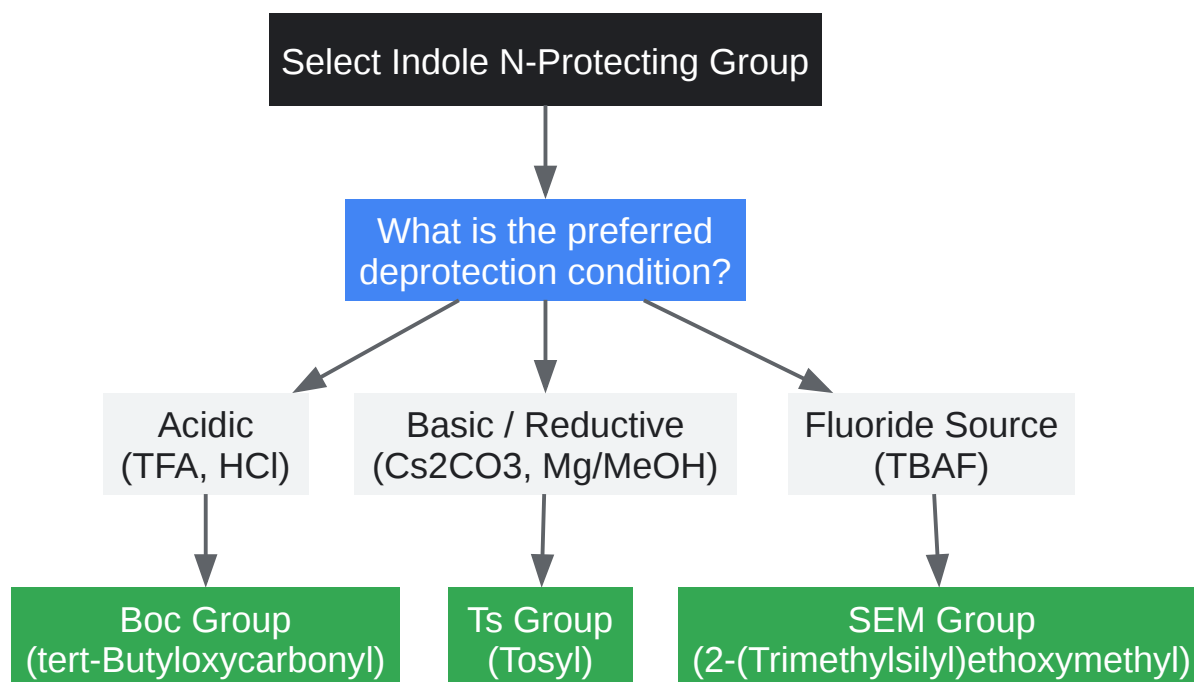 Select Indole N-Protecting Group
What is the preferred
deprotection condition?
Acidic
(TFA, HCl)
Basic / Reductive
(Cs2CO3, Mg/MeOH)
Fluoride Source
(TBAF)
Boc Group
(tert-Butyloxycarbonyl)
Ts Group
(Tosyl)
SEM Group
(2-(Trimethylsilyl)ethoxymethyl)